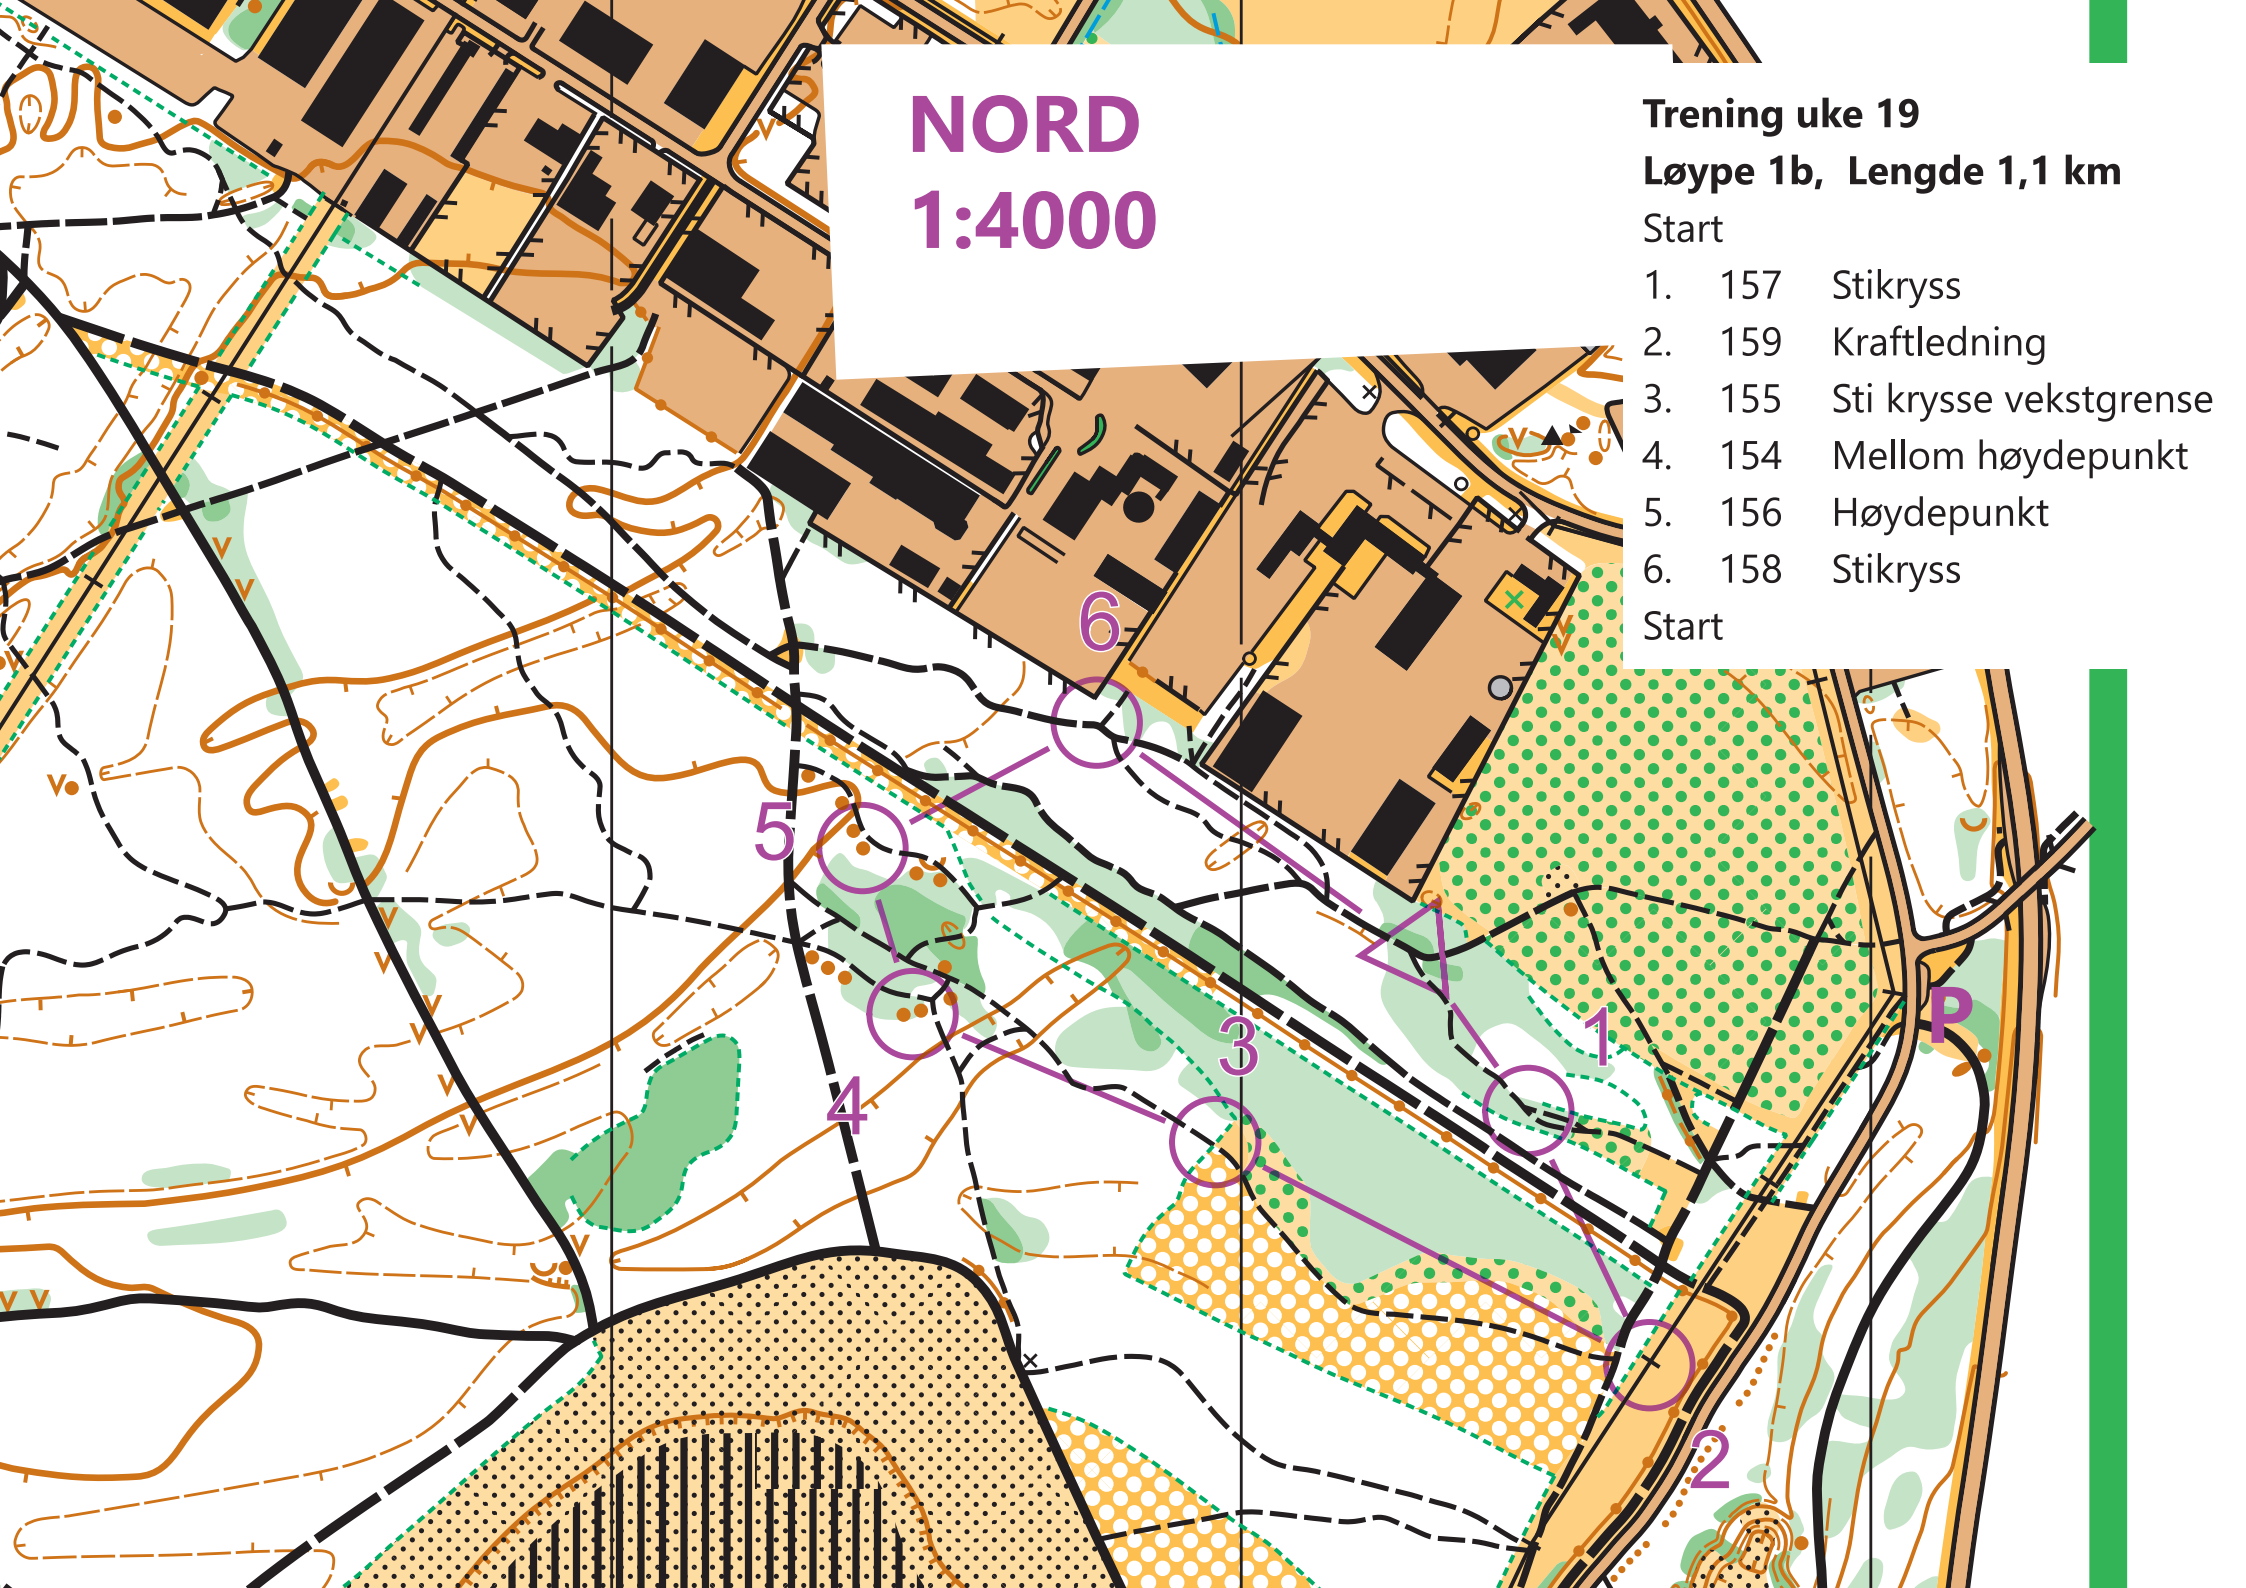 NORD
1:4000
Trening uke 19
Løype 1b, Lengde 1,1 km
Start
1. 157 Stikryss
2. 159 Kraftledning
3. 155 Sti krysse vekstgrense
4. 154 Mellom høydepunkt
5. 156 Høydepunkt
6. 158 Stikryss
Start
6
5
P
1
3
4
2